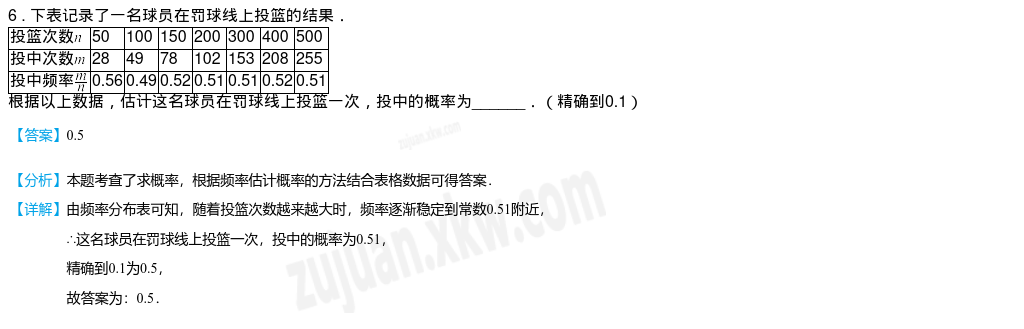 6．下表记录了一名球员在罚球线上投篮的结果．
投篮次数n 50 100 150 200 300 400 500
投中次数m 28 49 78 102 153 208 255
投中频率m/n 0.56 0.49 0.52 0.51 0.51 0.52 0.51
根据以上数据，估计这名球员在罚球线上投篮一次，投中的概率为______．（精确到0.1）
【答案】0.5
zujuan.xkw.com
【分析】本题考查了求概率，根据频率估计概率的方法结合表格数据可得答案．
【详解】由频率分布表可知，随着投篮次数越来越大时，频率逐渐稳定到常数0.51附近，
∴这名球员在罚球线上投篮一次，投中的概率为0.51，
精确到0.1为0.5，
故答案为：0.5．
zujuan.xkw.com